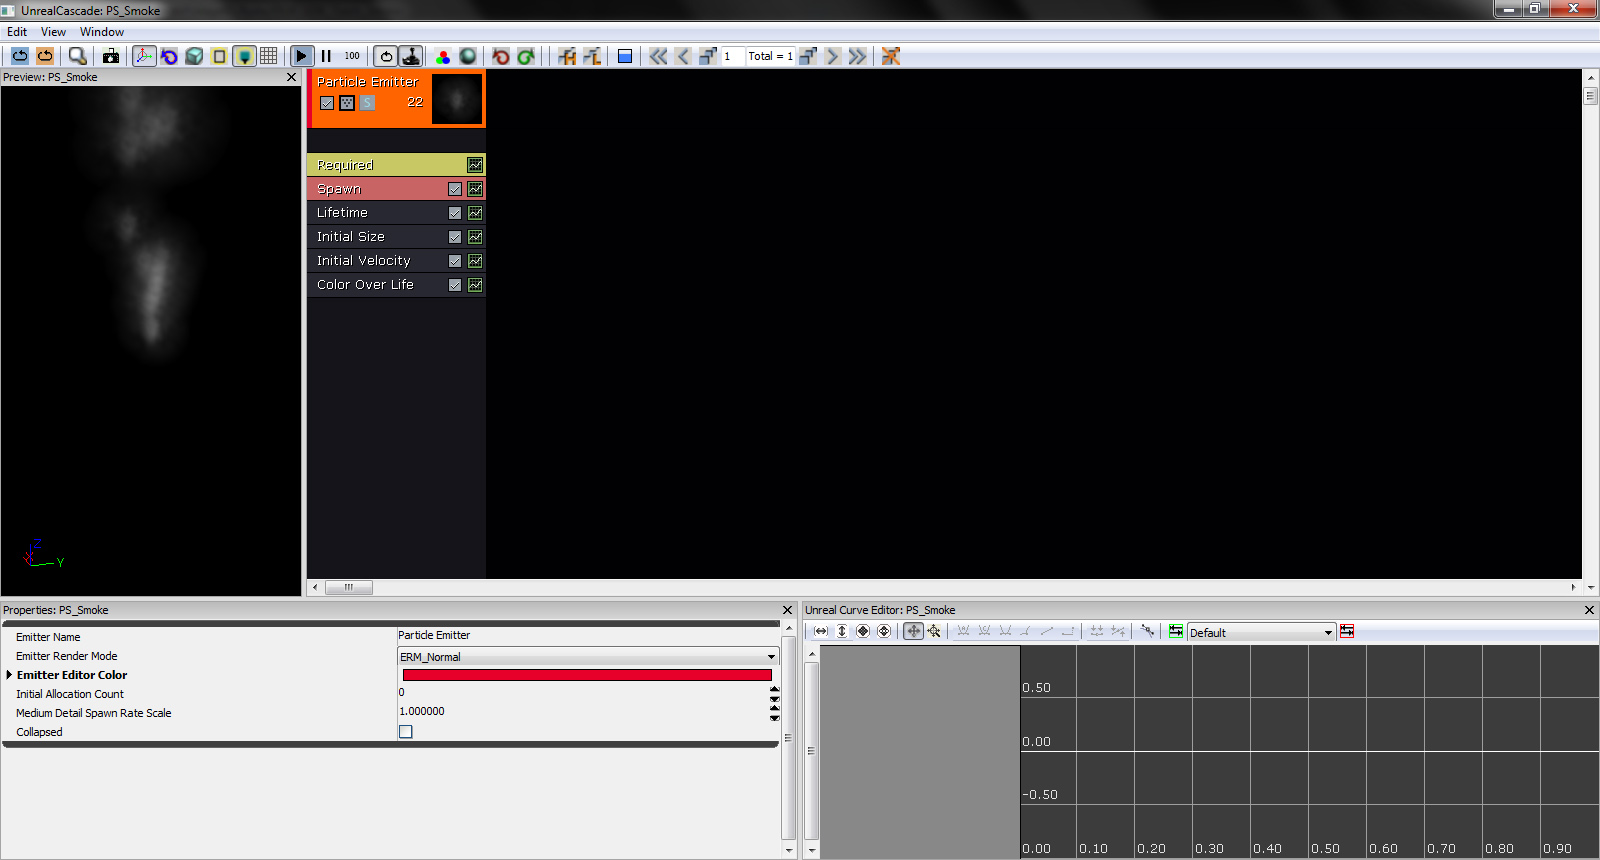 UnrealCascade: PS_Smoke
Edit View Window
100
1
Total = 1
Preview: PS_Smoke
Z
X
Y
Particle Emitter
S
22
Required
Spawn
Lifetime
Initial Size
Initial Velocity
Color Over Life
Properties: PS_Smoke
Emitter Name Particle Emitter
Emitter Render Mode ERM_Normal
Emitter Editor Color
Initial Allocation Count 0
Medium Detail Spawn Rate Scale 1.000000
Collapsed
Unreal Curve Editor: PS_Smoke
Default
0.50
0.00
-0.50
0.00 0.10 0.20 0.30 0.40 0.50 0.60 0.70 0.80 0.90